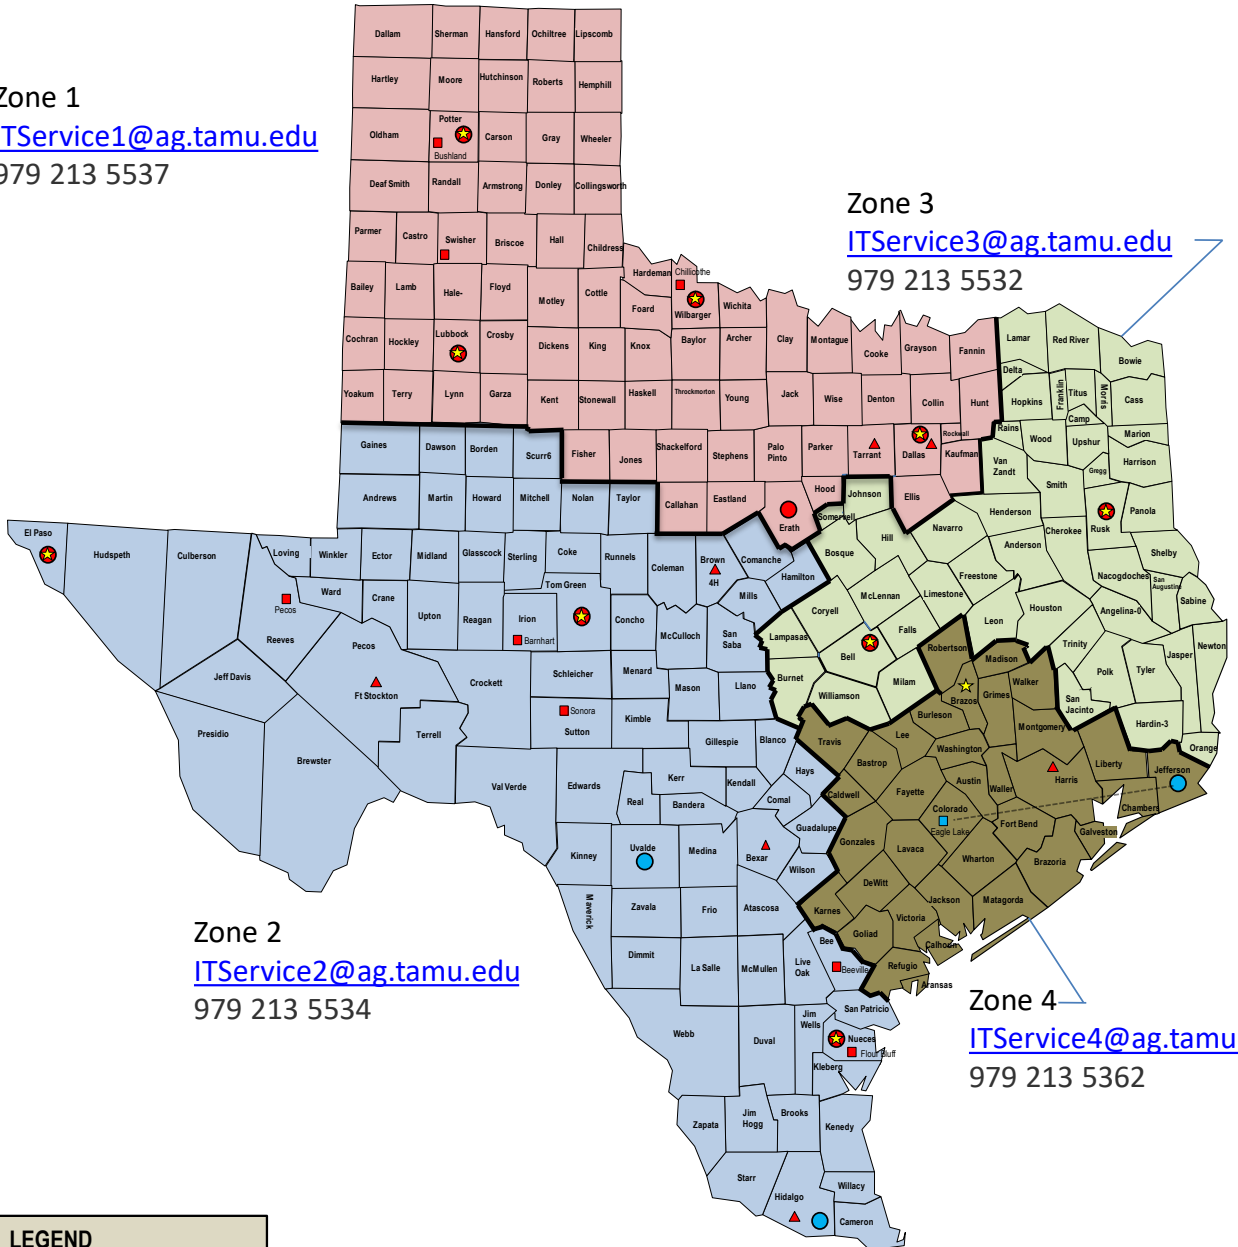 Zone 1
ITService1@ag.tamu.edu
979 213 5537
Zone 3
ITService3@ag.tamu.edu
979 213 5532
Dallam Sherman Hansford Ochiltree Lipscomb
Hartley Moore Hutchinson Roberts Hemphill
Oldham Potter Carson Gray Wheeler
Bushland
Deaf Smith Randall Armstrong Donley Collingsworth
Parmer Castro Swisher Briscoe Hall Childress
Hardeman Chillicothe
Bailey Lamb Hale- Floyd Motley Cottle Foard Wilbarger Wichita
Cochran Hockley Lubbock Crosby Dickens King Knox Baylor Archer Clay Montague Cooke Grayson Fannin
Lamar Red River Bowie
Yoakum Terry Lynn Garza Kent Stonewall Haskell Throckmorton Young Jack Wise Denton Collin Hunt
Delta Hopkins Franklin Titus Morris Cass
Camp
Gaines Dawson Borden Scurr6 Fisher Jones Shackelford Stephens Palo Pinto Parker Tarrant Dallas Rockwall Kaufman
Rains Wood Upshur Marion
Van Zandt Smith Gregg Harrison
Andrews Martin Howard Mitchell Nolan Taylor Callahan Eastland Erath Hood Johnson Ellis
Somervell Hill Navarro Henderson Cherokee Rusk Panola
El Paso Hudspeth Culberson Loving Winkler Ector Midland Glasscock Sterling Coke Runnels Coleman Brown
4H
Comanche Hamilton Mills
Bosque Anderson Shelby
Freestone Nacogdoches San Augustine Sabine
Ward Crane Upton Reagan Irion Tom Green Concho McCulloch San Saba
Pecos
Barnhart
Coryell McLennan Limestone Leon Houston Angelina-0
Reeves Pecos
Lampasas Bell Falls Robertson Madison Trinity Jasper Newton
Jeff Davis Ft Stockton Crockett Schleicher Menard Mason Llano Burnet
Williamson Milam Brazos Grimes Walker San Jacinto Polk Tyler
Presidio Brewster Terrell
Sonora
Sutton Kimble Gillespie Blanco
Travis Lee Burleson Montgomery Hardin-3
Washington Liberty Orange
Val Verde Edwards Real Kerr Bandera Kendall Comal Hays
Bastrop Caldwell Fayette Austin Waller Harris Jefferson
Colorado Chambers
Eagle Lake
Guadalupe Gonzales Lavaca Fort Bend Galveston
Kinney Uvalde Medina Bexar Wilson
Wharton Brazoria
DeWitt
Maverick Zavala Frio Atascosa Karnes Jackson Matagorda
Goliad Victoria Calhoun
Dimmit La Salle McMullen Live Oak Bee
Beeville
Refugio Aransas
Zone 2
ITService2@ag.tamu.edu
979 213 5534
Zone 4
ITService4@ag.tamu
979 213 5362
Webb Duval Jim Wells San Patricio
Nueces
Flour Bluff
Kleberg
Zapata Jim Hogg Brooks Kenedy
Starr Hidalgo Willacy
Cameron
LEGEND